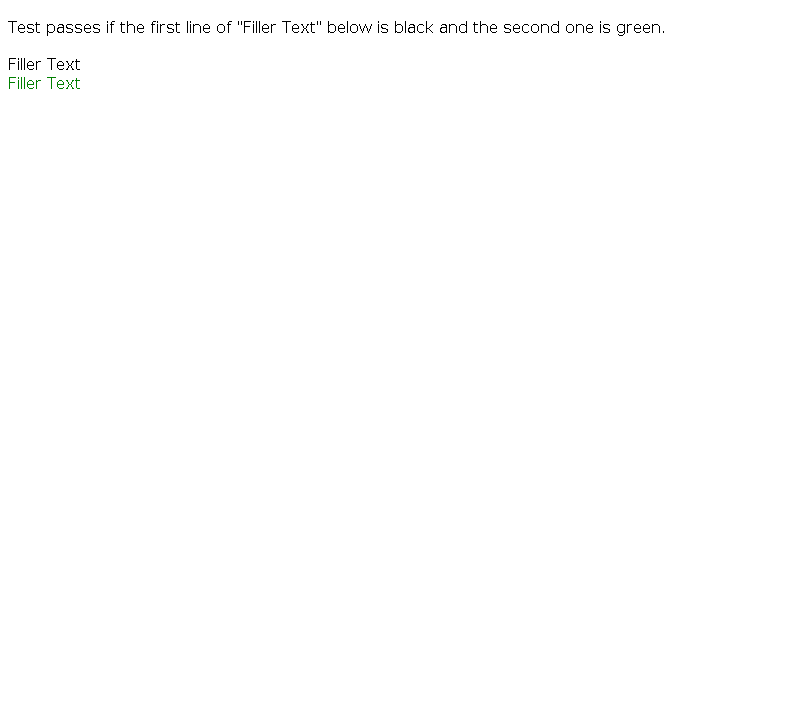 Test passes if the first line of "Filler Text" below is black and the second one is green.
Filler Text
Filler Text